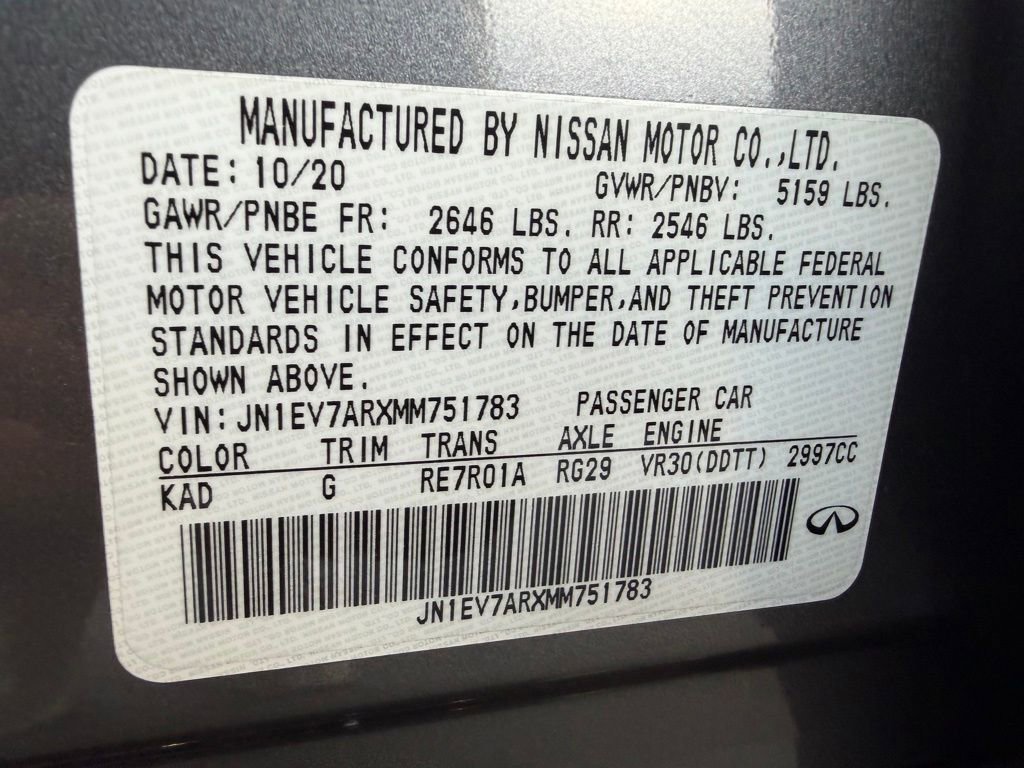 MANUFACTURED BY NISSAN MOTOR CO.,LTD.
DATE: 10/20 GVWR/PNBV: 5159 LBS.
GAWR/PNBE FR: 2646 LBS. RR: 2546 LBS.
THIS VEHICLE CONFORMS TO ALL APPLICABLE FEDERAL
MOTOR VEHICLE SAFETY,BUMPER,AND THEFT PREVENTION
STANDARDS IN EFFECT ON THE DATE OF MANUFACTURE
SHOWN ABOVE.
VIN:JN1EV7ARXMM751783 PASSENGER CAR
COLOR TRIM TRANS AXLE ENGINE
KAD G RE7R01A RG29 VR30(DDTT) 2997CC
JN1EV7ARXMM751783